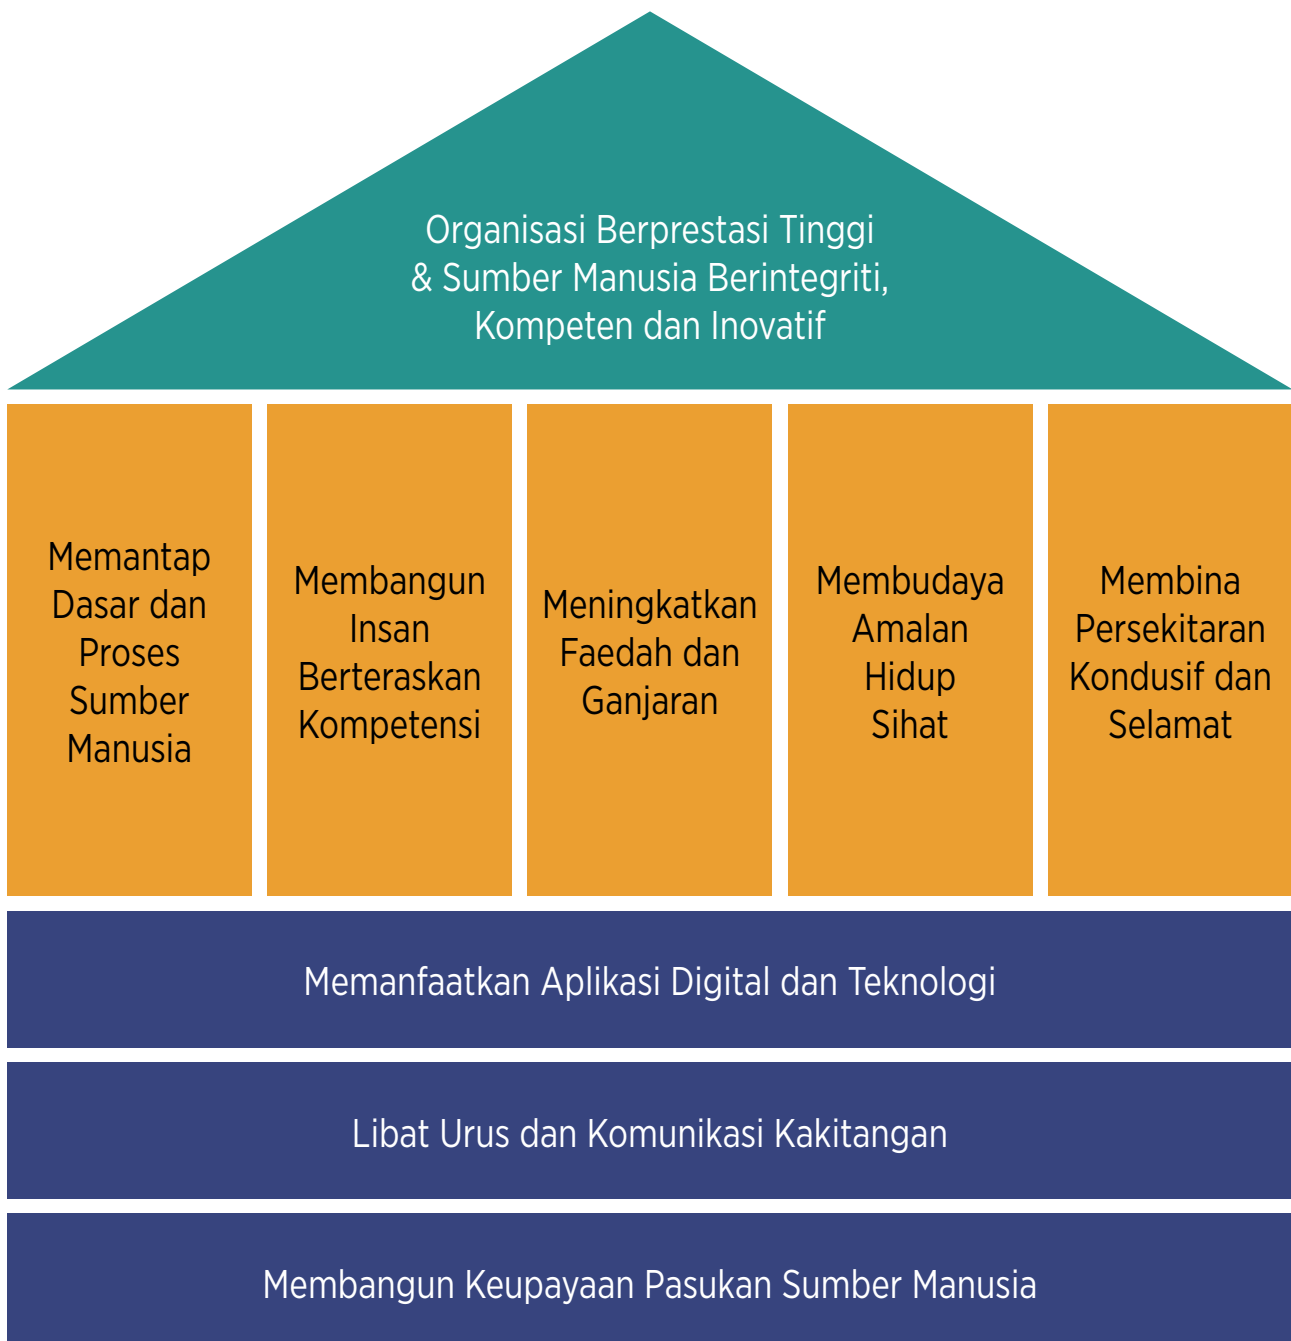 Organisasi Berprestasi Tinggi
& Sumber Manusia Berintegriti,
Kompeten dan Inovatif
Memantap
Dasar dan
Proses
Sumber
Manusia
Membangun
Insan
Berteraskan
Kompetensi
Meningkatkan
Faedah dan
Ganjaran
Membudaya
Amalan
Hidup
Sihat
Membina
Persekitaran
Kondusif dan
Selamat
Memanfaatkan Aplikasi Digital dan Teknologi
Libat Urus dan Komunikasi Kakitangan
Membangun Keupayaan Pasukan Sumber Manusia